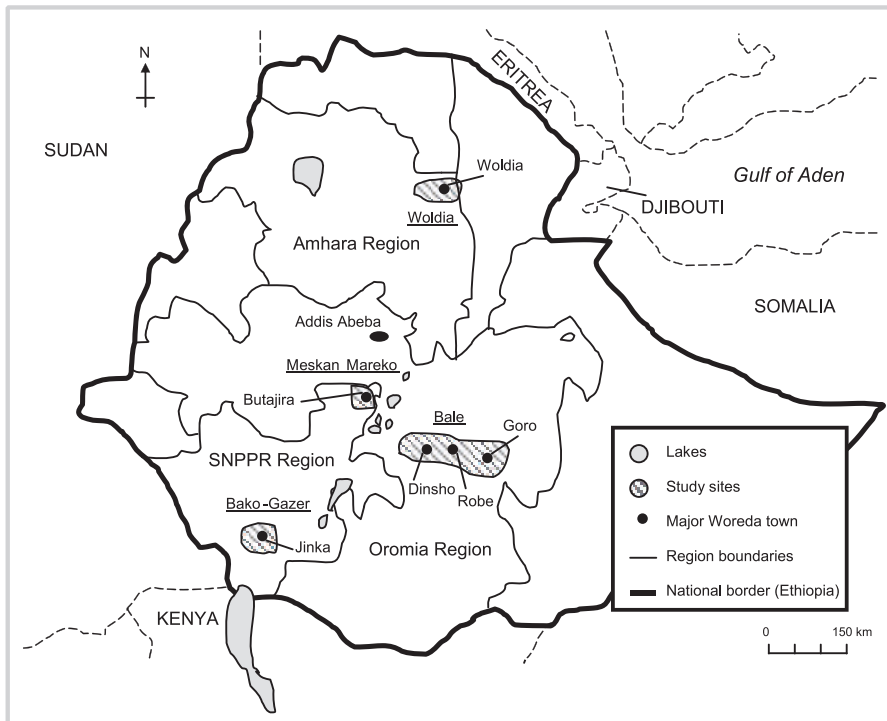 N
ERITREA
SUDAN
Woldia
Gulf of Aden
Woldia
DJIBOUTI
Amhara Region
SOMALIA
Addis Abeba
Meskan Mareko
Butajira
Bale
Goro
SNPPR Region
Dinsho
Robe
Bako-Gazer
Jinka
Oromia Region
KENYA
Lakes
Study sites
Major Woreda town
Region boundaries
National border (Ethiopia)
0 150 km